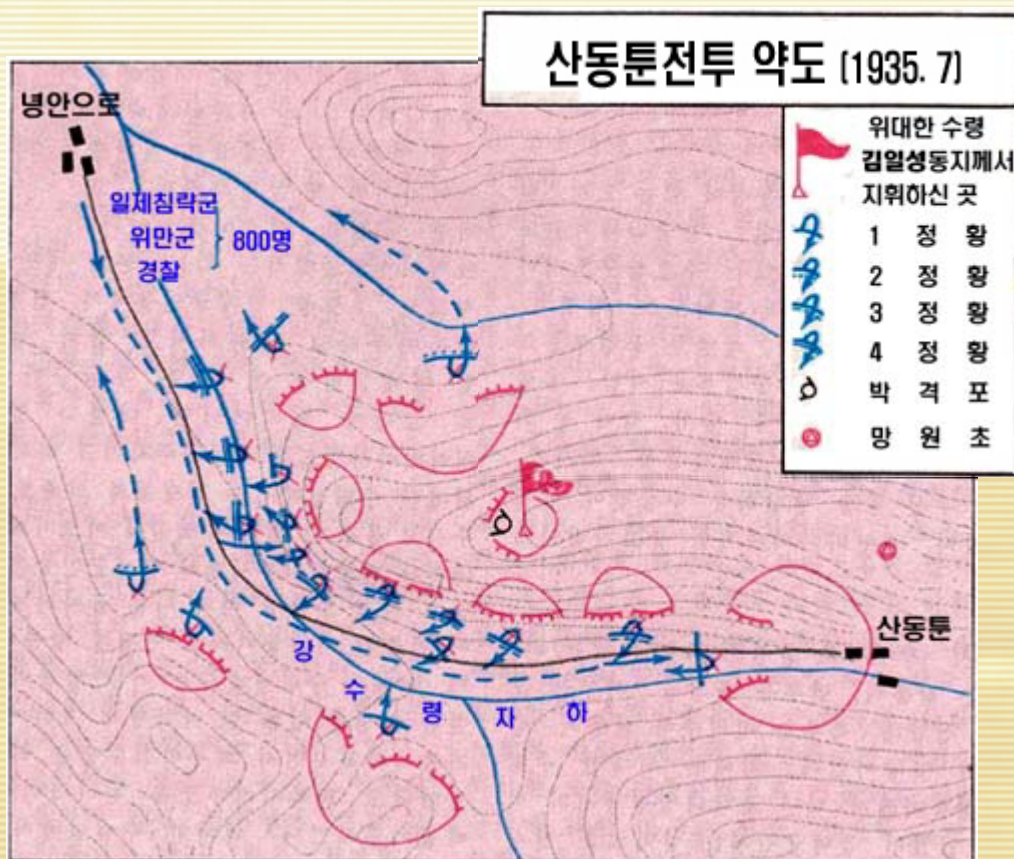 산동툰전투 약도 (1935. 7)
위대한 수령
김일성동지께서
지휘하신 곳
1 정 황
2 정 황
3 정 황
4 정 황
박 격 포
망 원 초
녕안으로
일제침략군
위만군
경찰
800명
산동툰
강 수 령 자 하